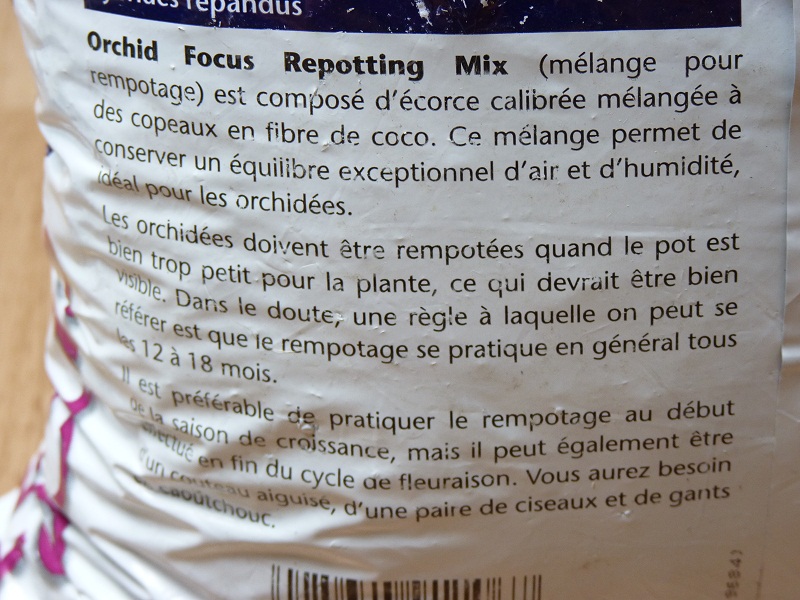 répandus
Orchid Focus Repotting Mix (mélange pour
rempotage) est composé d'écorce calibrée mélangée à
des copeaux en fibre de coco. Ce mélange permet de
conserver un équilibre exceptionnel d'air et d'humidité,
idéal pour les orchidées.
Les orchidées doivent être rempotées quand le pot est
bien trop petit pour la plante, ce qui devrait être bien
visible. Dans le doute, une règle à laquelle on peut se
référer est que le rempotage se pratique en général tous
les 12 à 18 mois.
Il est préférable de pratiquer le rempotage au début
de la saison de croissance, mais il peut également être
effectué en fin du cycle de fleuraison. Vous aurez besoin
d'un couteau aiguisé, d'une paire de ciseaux et de gants
caoutchouc.